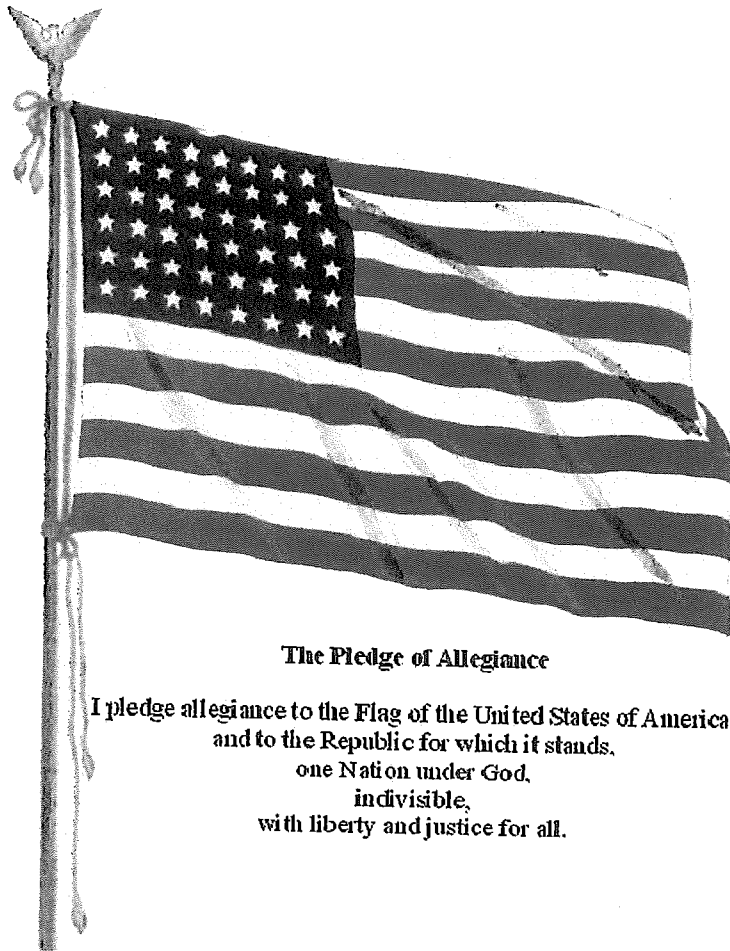 The Pledge of Allegiance
I pledge allegiance to the Flag of the United States of America
and to the Republic for which it stands,
one Nation under God,
indivisible,
with liberty and justice for all.